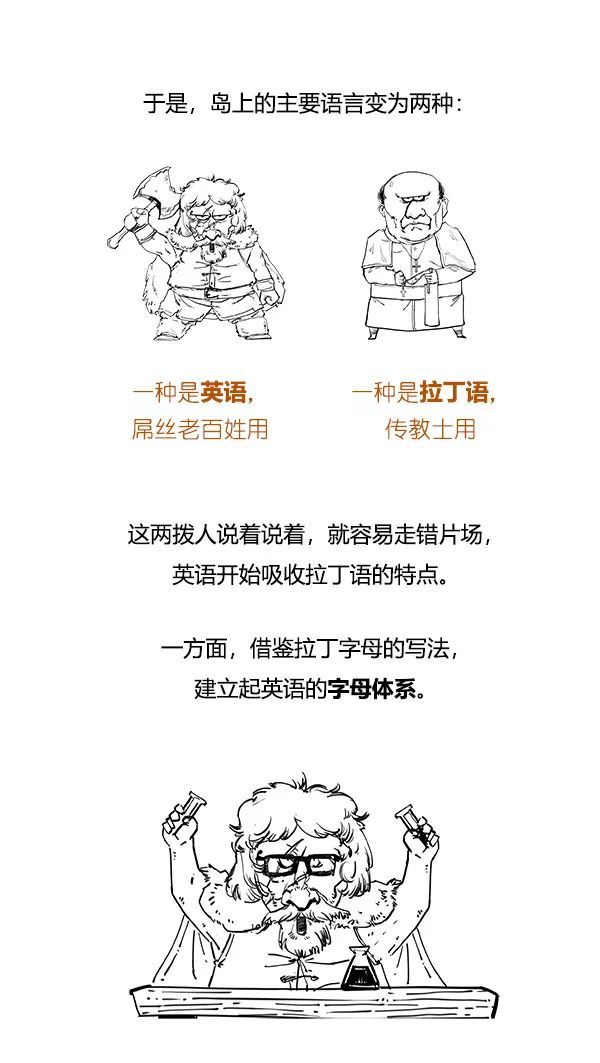 于是，岛上的主要语言变为两种：
一种是英语，
屌丝老百姓用
一种是拉丁语，
传教士用
这两拨人说着说着，就容易走错片场，
英语开始吸收拉丁语的特点。
一方面，借鉴拉丁字母的写法，
建立起英语的字母体系。